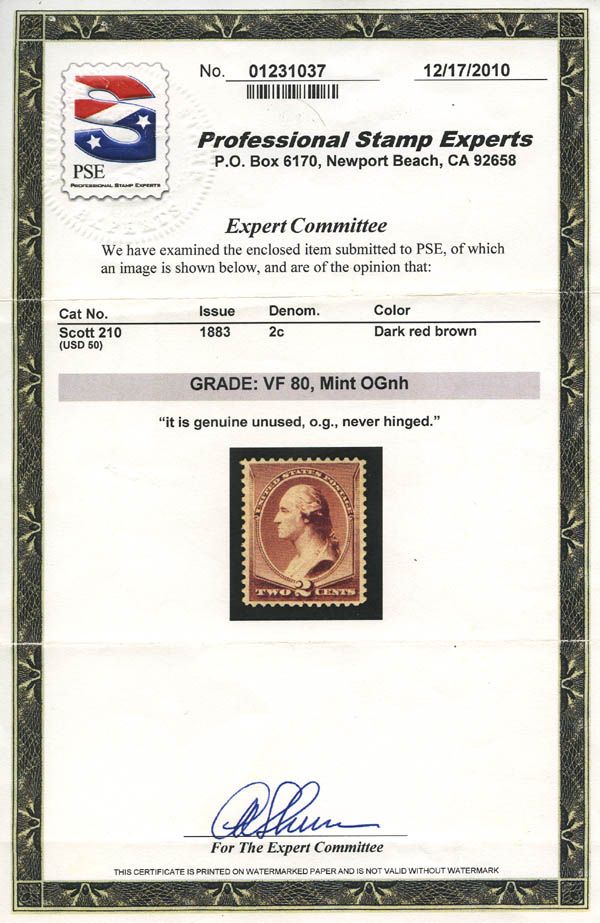 No. 01231037 12/17/2010
PSE
PROFESSIONAL STAMP EXPERTS
Professional Stamp Experts
P.O. Box 6170, Newport Beach, CA 92658
EXPERTS
Expert Committee
We have examined the enclosed item submitted to PSE, of which
an image is shown below, and are of the opinion that:
Cat No. Issue Denom. Color
Scott 210 1883 2c Dark red brown
(USD 50)
GRADE: VF 80, Mint OGnh
“it is genuine unused, o.g., never hinged.”
UNITED STATES POSTAGE
TWO 2 CENTS
For The Expert Committee
THIS CERTIFICATE IS PRINTED ON WATERMARKED PAPER AND IS NOT VALID WITHOUT WATERMARK